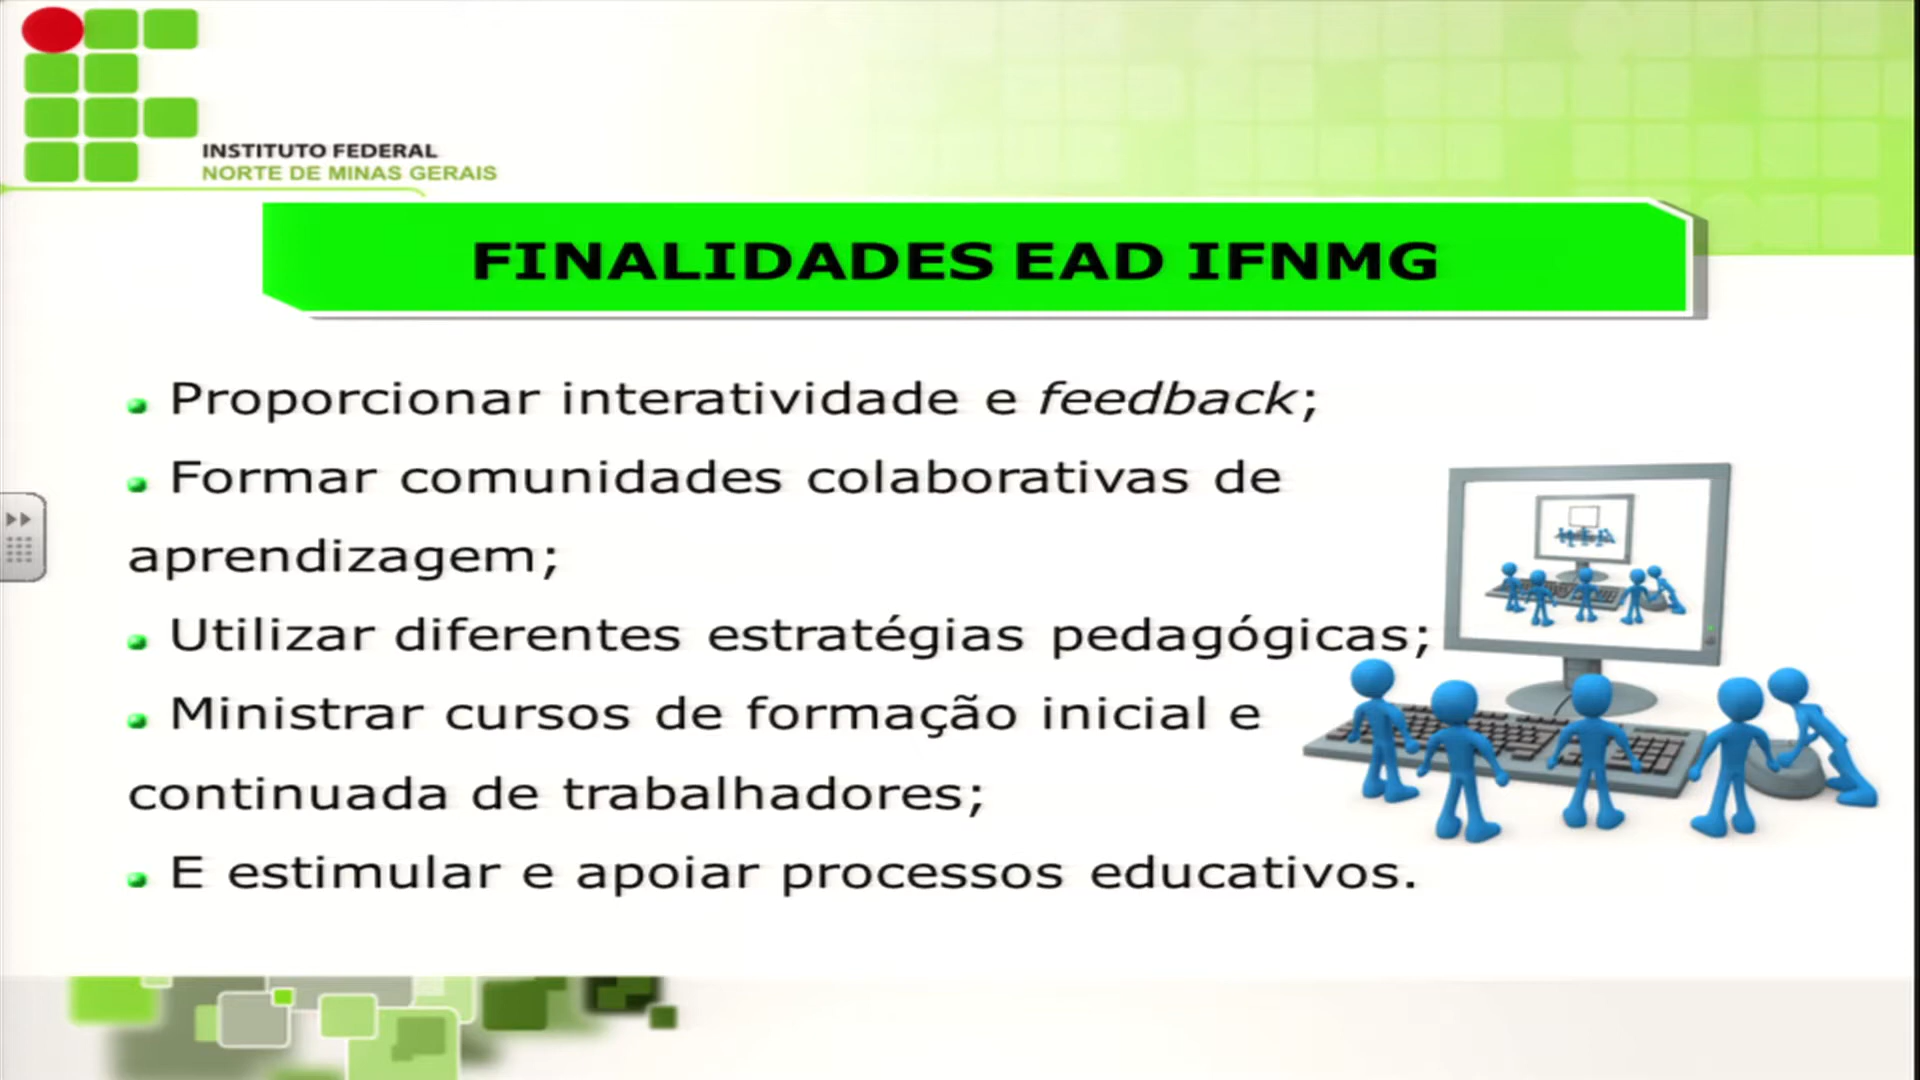 INSTITUTO FEDERAL
NORTE DE MINAS GERAIS
FINALIDADES EAD IFNMG
Proporcionar interatividade e feedback;
Formar comunidades colaborativas de
aprendizagem;
Utilizar diferentes estratégias pedagógicas;
Ministrar cursos de formação inicial e
continuada de trabalhadores;
E estimular e apoiar processos educativos.